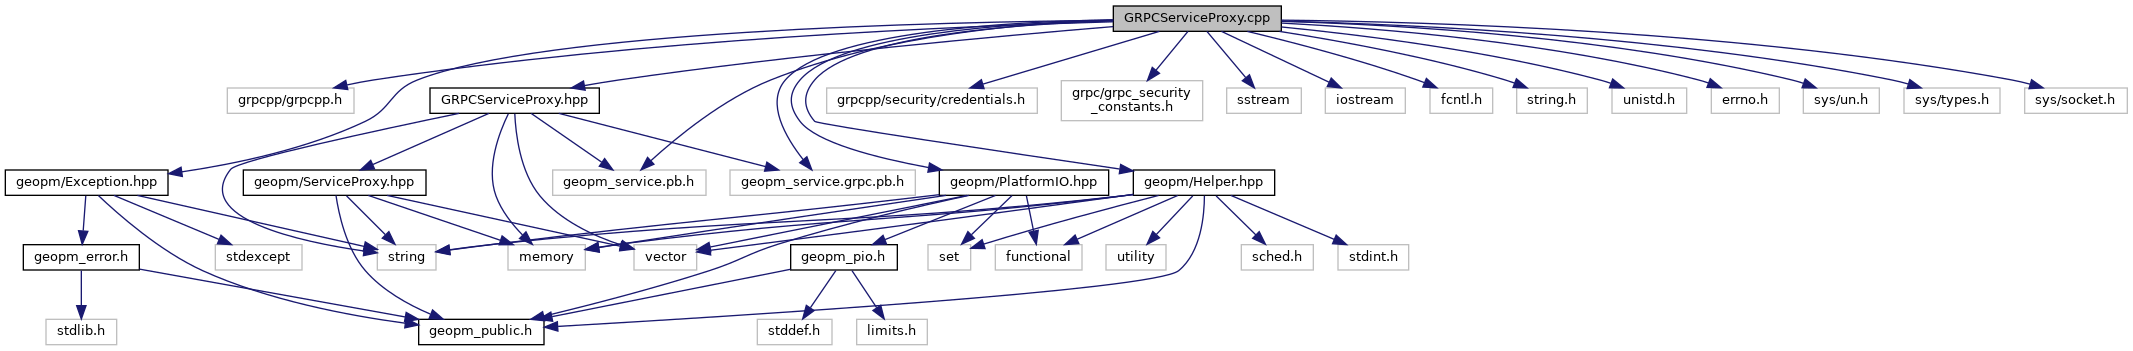 GRPCServiceProxy.cpp
grpcpp/grpcpp.h
GRPCServiceProxy.hpp
grpcpp/security/credentials.h
grpc/grpc_security
_constants.h
sstream
iostream
fcntl.h
string.h
unistd.h
errno.h
sys/un.h
sys/types.h
sys/socket.h
geopm/Exception.hpp
geopm/ServiceProxy.hpp
geopm_service.pb.h
geopm_service.grpc.pb.h
geopm/PlatformIO.hpp
geopm/Helper.hpp
geopm_error.h
stdexcept
string
memory
vector
geopm_pio.h
set
functional
utility
sched.h
stdint.h
stdlib.h
geopm_public.h
stddef.h
limits.h